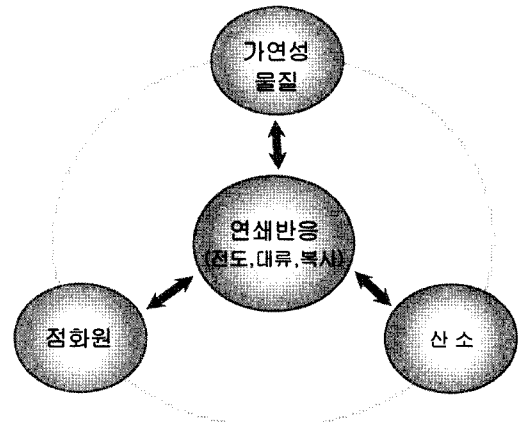 가연성
물질
연쇄반응
(전도,대류,복사)
점화원
산 소